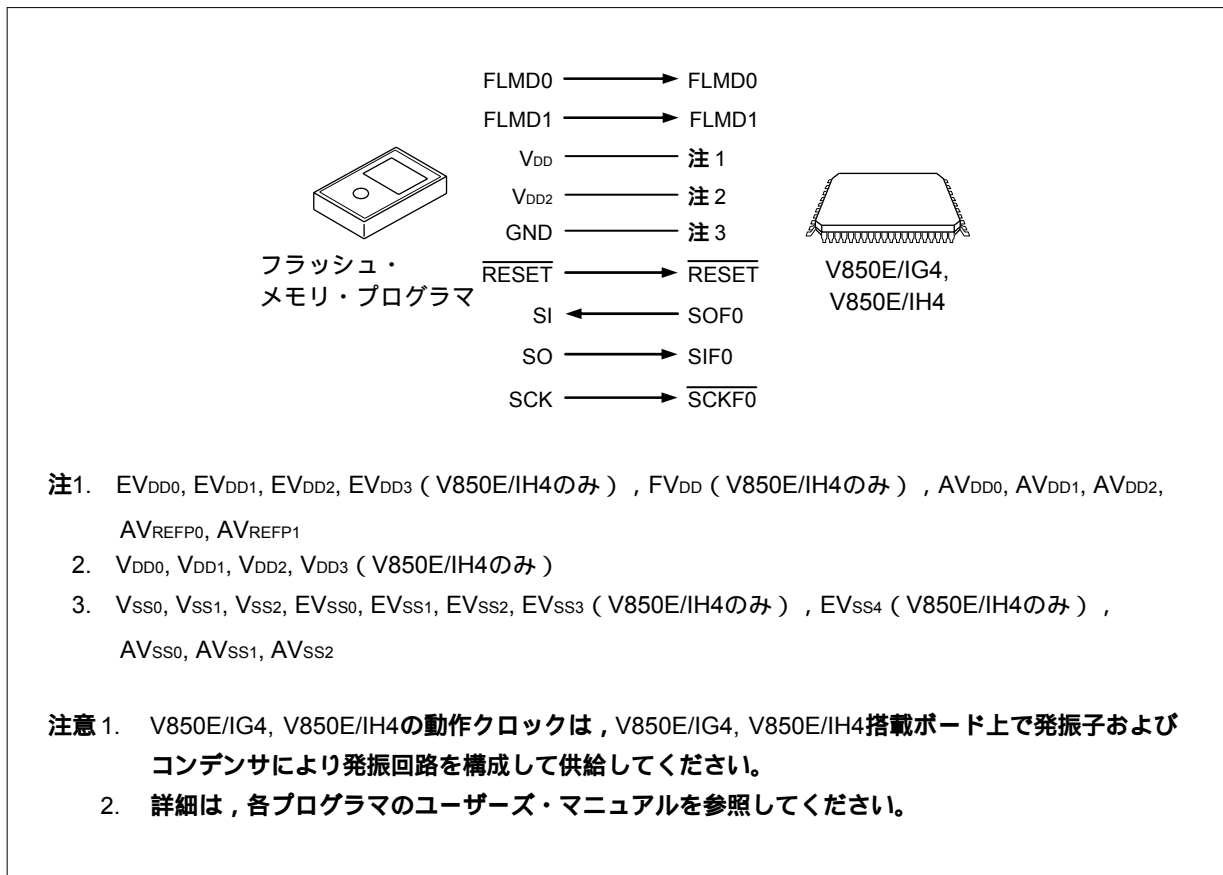 FLMD0 FLMD0
FLMD1 FLMD1
VDD 注1
VDD2 注2
GND 注3
RESET RESET
SI SOF0
SO SIF0
SCK SCKF0
フラッシュ・
メモリ・プログラマ
V850E/IG4,
V850E/IH4
注1. EVDD0, EVDD1, EVDD2, EVDD3（V850E/IH4のみ）, FVDD（V850E/IH4のみ）, AVDD0, AVDD1, AVDD2,
AVREFP0, AVREFP1
2. VDD0, VDD1, VDD2, VDD3（V850E/IH4のみ）
3. VSS0, VSS1, VSS2, EVSS0, EVSS1, EVSS2, EVSS3（V850E/IH4のみ）, EVSS4（V850E/IH4のみ）,
AVSS0, AVSS1, AVSS2
注意1. V850E/IG4, V850E/IH4の動作クロックは, V850E/IG4, V850E/IH4搭載ボード上で発振子および
コンデンサにより発振回路を構成して供給してください。
2. 詳細は, 各プログラマのユーザーズ・マニュアルを参照してください。